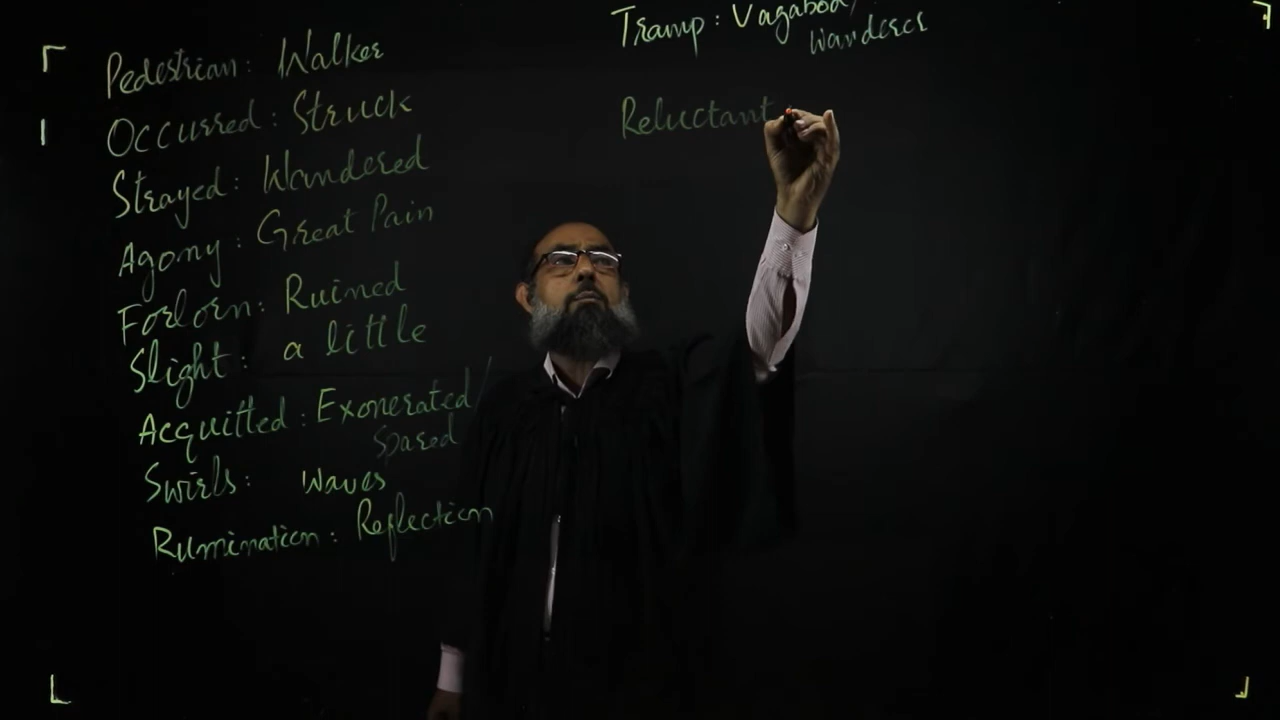 Pedestrian: Walker
Occurred: Struck
Strayed: Wandered
Agony: Great Pain
Forlorn: Ruined
Slight: a little
Acquitted: Exonerated/
Spared
Swirls: Waves
Rumination: Reflection
Tramp: Vagabod/
Wanderer
Reluctant